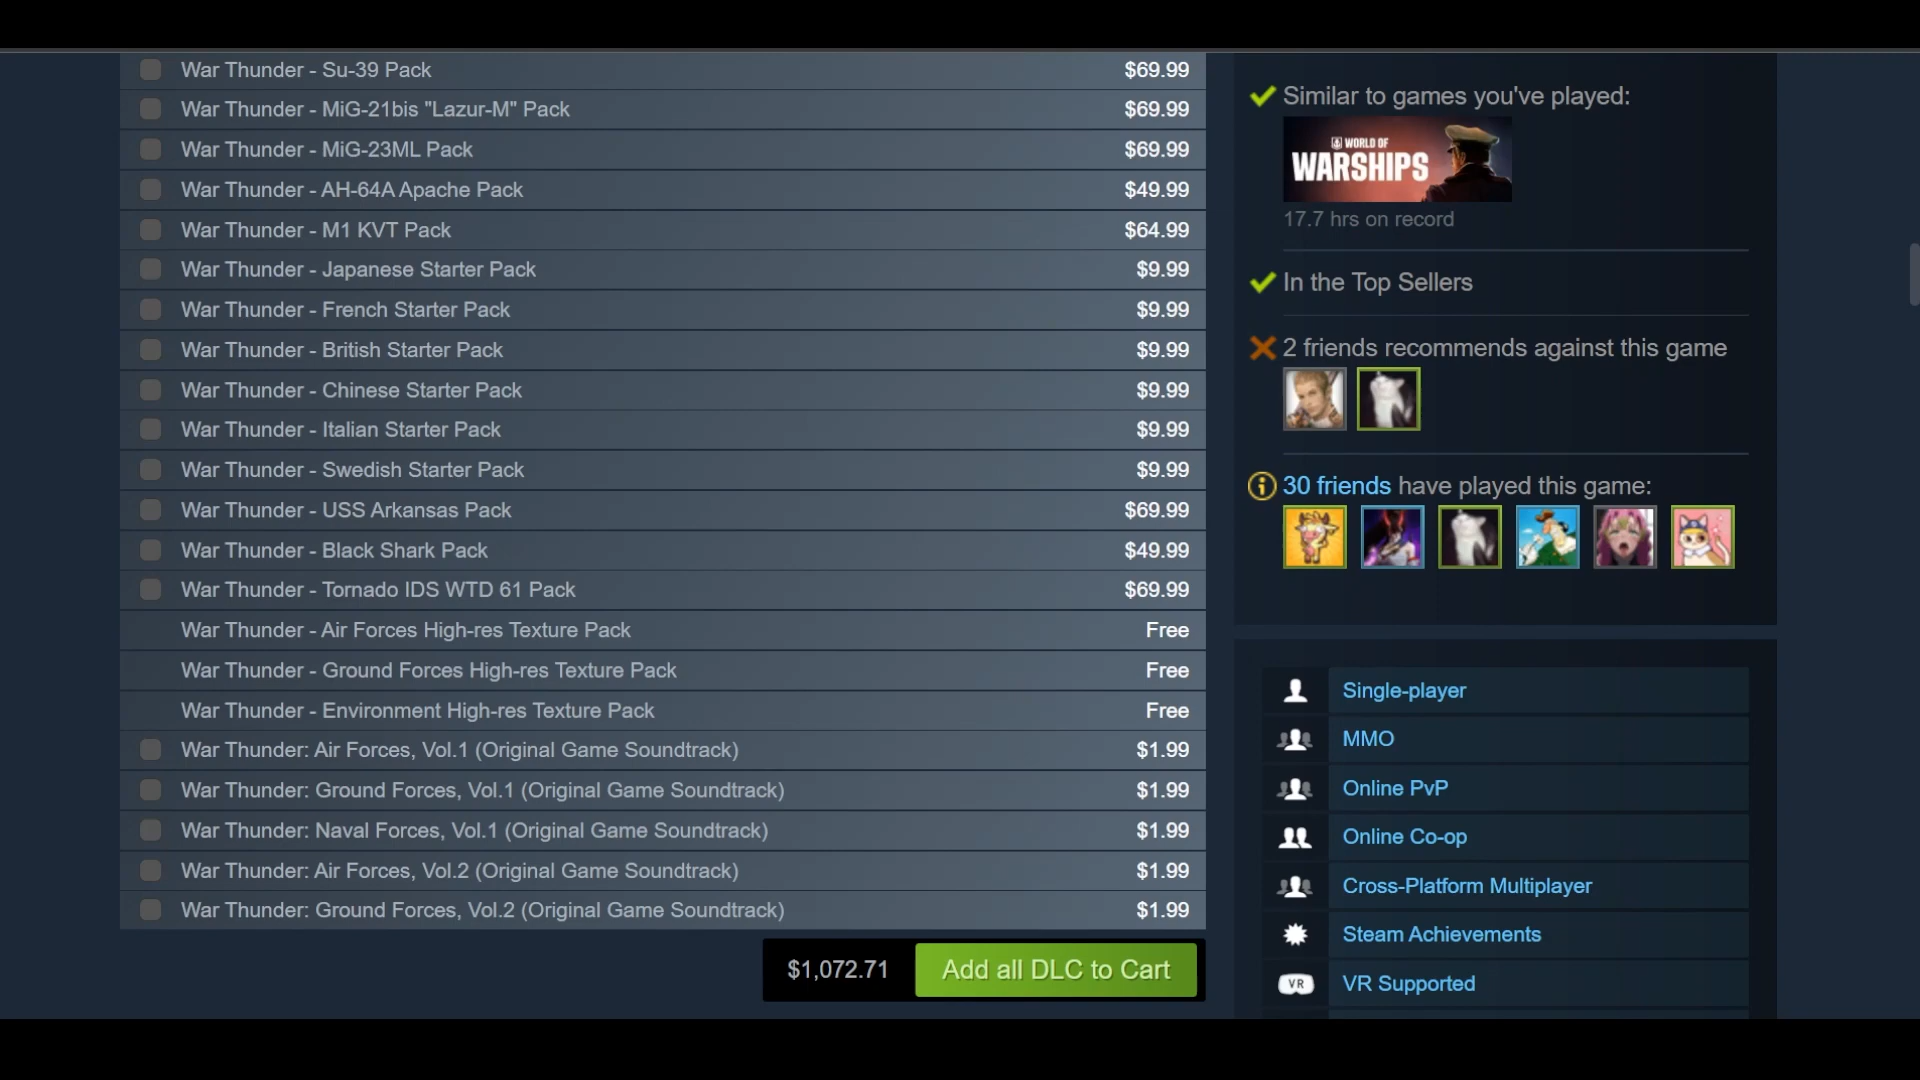 War Thunder - Su-39 Pack $69.99
War Thunder - MiG-21bis "Lazur-M" Pack $69.99
War Thunder - MiG-23ML Pack $69.99
War Thunder - AH-64A Apache Pack $49.99
War Thunder - M1 KVT Pack $64.99
War Thunder - Japanese Starter Pack $9.99
War Thunder - French Starter Pack $9.99
War Thunder - British Starter Pack $9.99
War Thunder - Chinese Starter Pack $9.99
War Thunder - Italian Starter Pack $9.99
War Thunder - Swedish Starter Pack $9.99
War Thunder - USS Arkansas Pack $69.99
War Thunder - Black Shark Pack $49.99
War Thunder - Tornado IDS WTD 61 Pack $69.99
War Thunder - Air Forces High-res Texture Pack Free
War Thunder - Ground Forces High-res Texture Pack Free
War Thunder - Environment High-res Texture Pack Free
War Thunder: Air Forces, Vol.1 (Original Game Soundtrack) $1.99
War Thunder: Ground Forces, Vol.1 (Original Game Soundtrack) $1.99
War Thunder: Naval Forces, Vol.1 (Original Game Soundtrack) $1.99
War Thunder: Air Forces, Vol.2 (Original Game Soundtrack) $1.99
War Thunder: Ground Forces, Vol.2 (Original Game Soundtrack) $1.99
$1,072.71 Add all DLC to Cart
Similar to games you've played:
WORLD OF
WARSHIPS
17.7 hrs on record
In the Top Sellers
2 friends recommends against this game
30 friends have played this game:
Single-player
MMO
Online PvP
Online Co-op
Cross-Platform Multiplayer
Steam Achievements
VR VR Supported